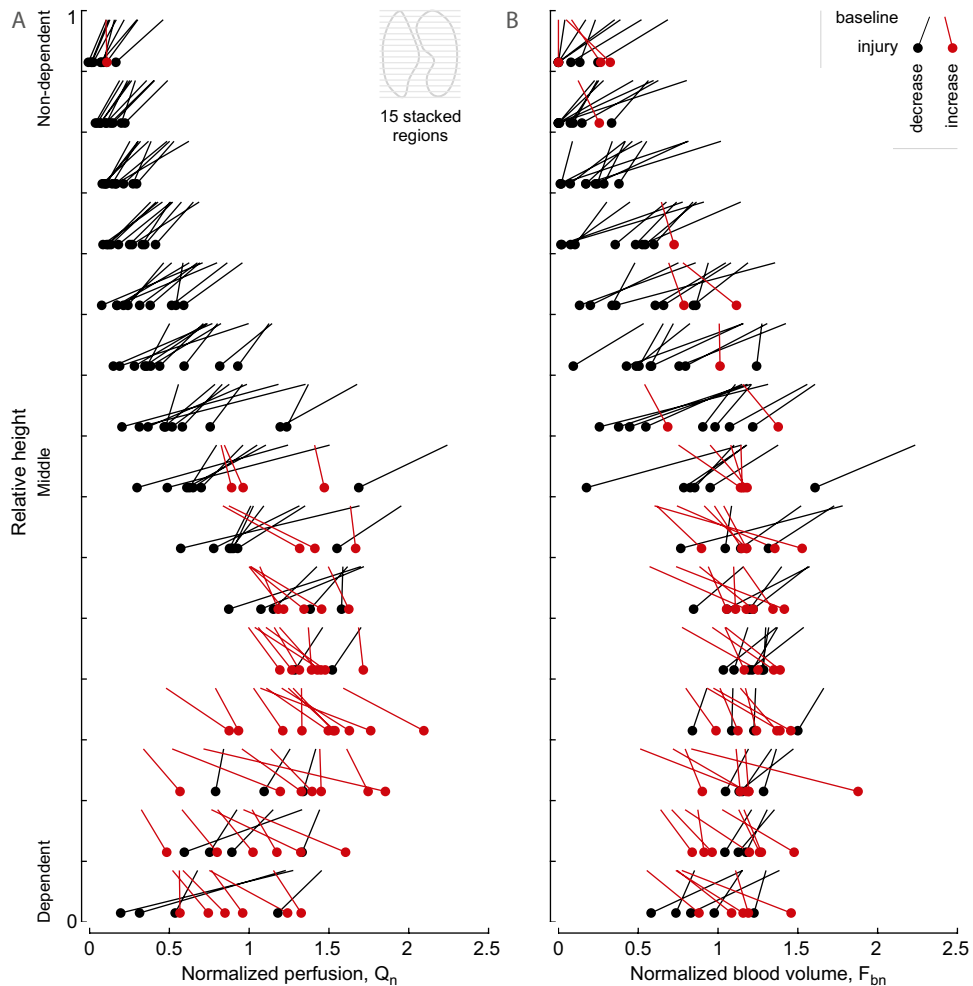 A
B
1
0
Non-dependent
Middle
Dependent
Relative height
15 stacked
regions
baseline
injury
decrease
increase
0 0.5 1 1.5 2 2.5
Normalized perfusion, Qn
0 0.5 1 1.5 2 2.5
Normalized blood volume, Fbn